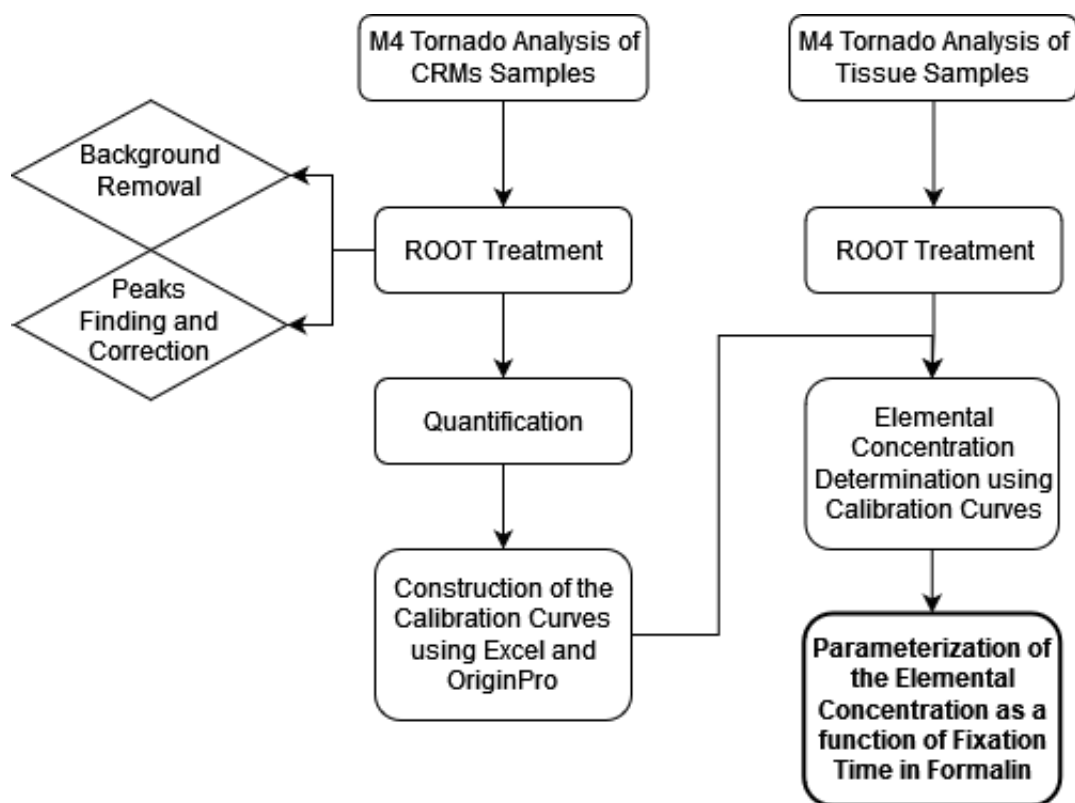 M4 Tornado Analysis of
CRMs Samples
M4 Tornado Analysis of
Tissue Samples
Background
Removal
ROOT Treatment
ROOT Treatment
Peaks
Finding and
Correction
Quantification
Elemental
Concentration
Determination using
Calibration Curves
Construction of the
Calibration Curves
using Excel and
OriginPro
Parameterization of
the Elemental
Concentration as a
function of Fixation
Time in Formalin